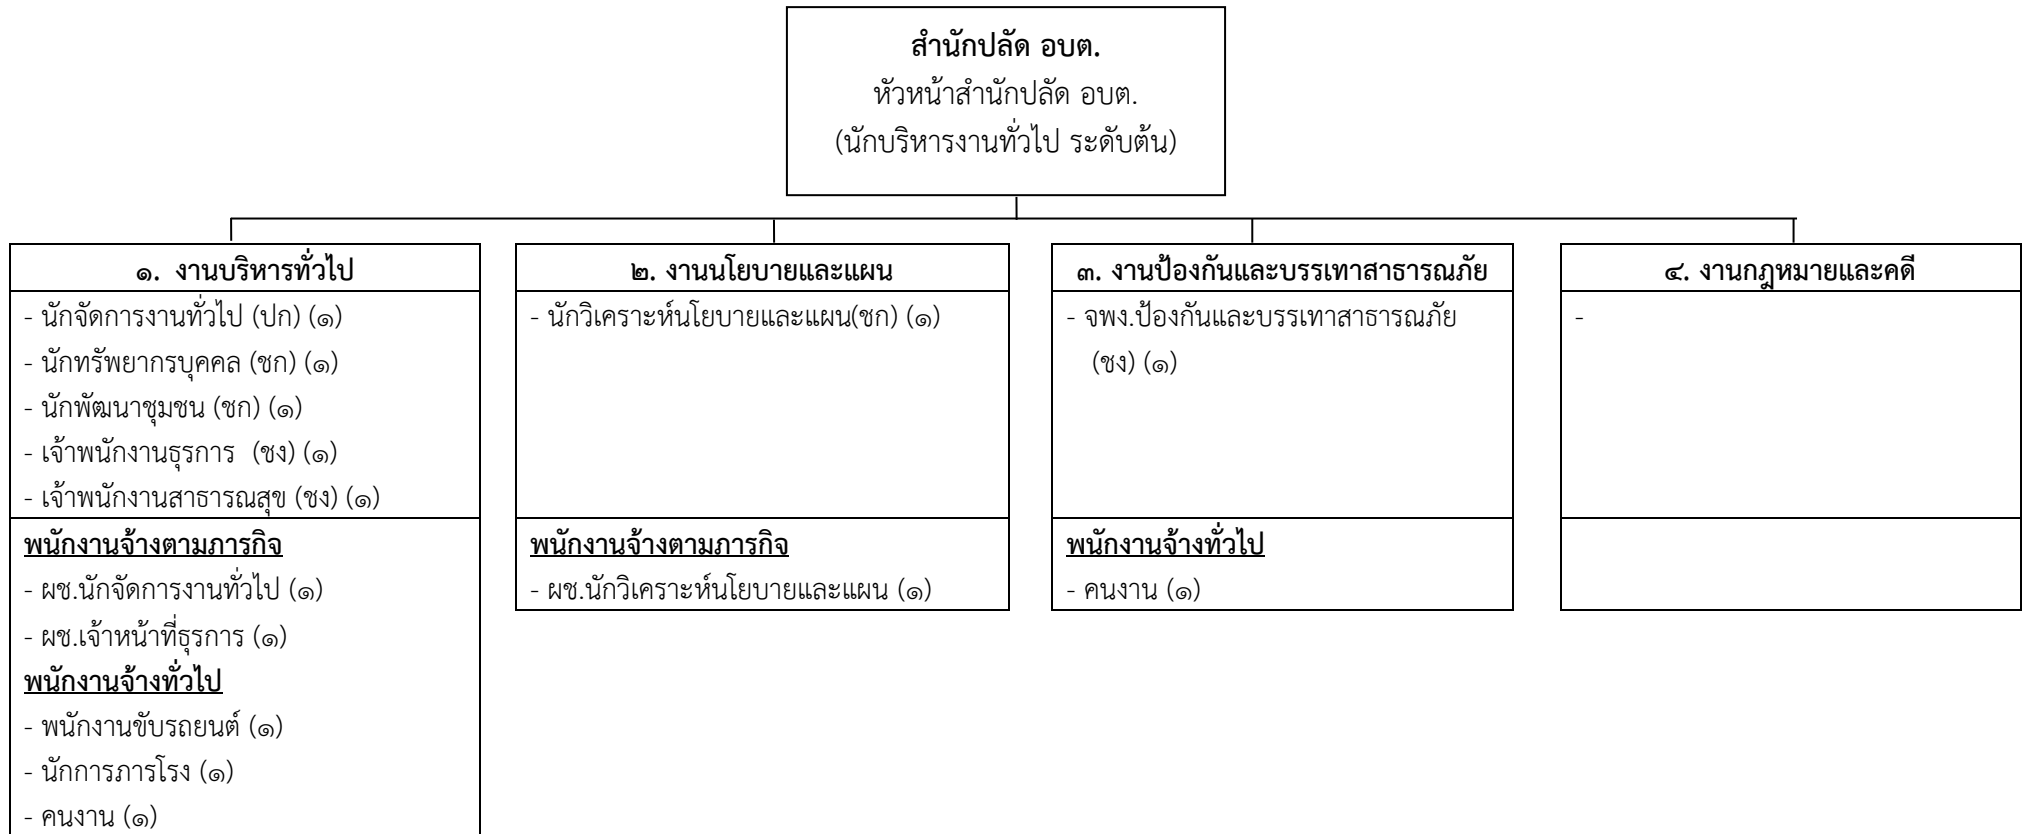 สำนักปลัด อบต.
หัวหน้าสำนักปลัด อบต.
(นักบริหารงานทั่วไป ระดับต้น)
๑. งานบริหารทั่วไป
- นักจัดการงานทั่วไป (ปก) (๑)
- นักทรัพยากรบุคคล (ชก) (๑)
- นักพัฒนาชุมชน (ชก) (๑)
- เจ้าพนักงานธุรการ (ชง) (๑)
- เจ้าพนักงานสาธารณสุข (ชง) (๑)
พนักงานจ้างตามภารกิจ
- ผช.นักจัดการงานทั่วไป (๑)
- ผช.เจ้าหน้าที่ธุรการ (๑)
พนักงานจ้างทั่วไป
- พนักงานขับรถยนต์ (๑)
- นักการภารโรง (๑)
- คนงาน (๑)
๒. งานนโยบายและแผน
- นักวิเคราะห์นโยบายและแผน(ชก) (๑)
พนักงานจ้างตามภารกิจ
- ผช.นักวิเคราะห์นโยบายและแผน (๑)
๓. งานป้องกันและบรรเทาสาธารณภัย
- จพง.ป้องกันและบรรเทาสาธารณภัย
(ชง) (๑)
พนักงานจ้างทั่วไป
- คนงาน (๑)
๔. งานกฎหมายและคดี
-